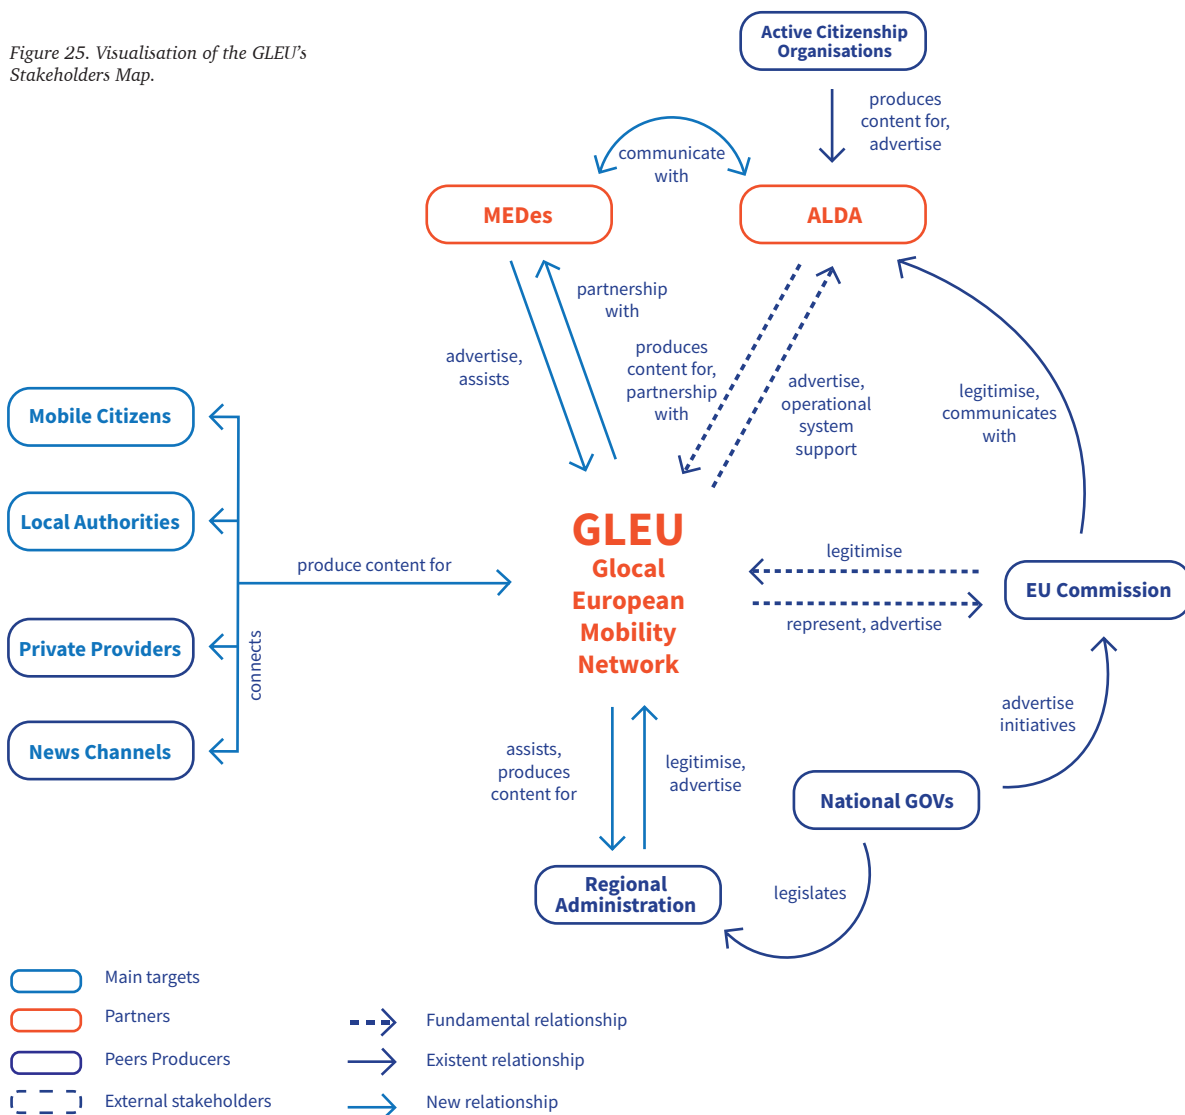 Figure 25. Visualisation of the GLEU's
Stakeholders Map.
Active Citizenship
Organisations
produces
content for,
advertise
communicate
with
MEDes
ALDA
partnership
with
advertise,
assists
produces
content for,
partnership
with
advertise,
operational
system
support
legitimise,
communicates
with
Mobile Citizens
Local Authorities
Private Providers
News Channels
connects
produce content for
GLEU
Glocal
European
Mobility
Network
legitimise
represent, advertise
EU Commission
advertise
initiatives
National GOVs
legislates
assists,
produces
content for
legitimise,
advertise
Regional
Administration
Main targets
Partners
Peers Producers
External stakeholders
Fundamental relationship
Existent relationship
New relationship